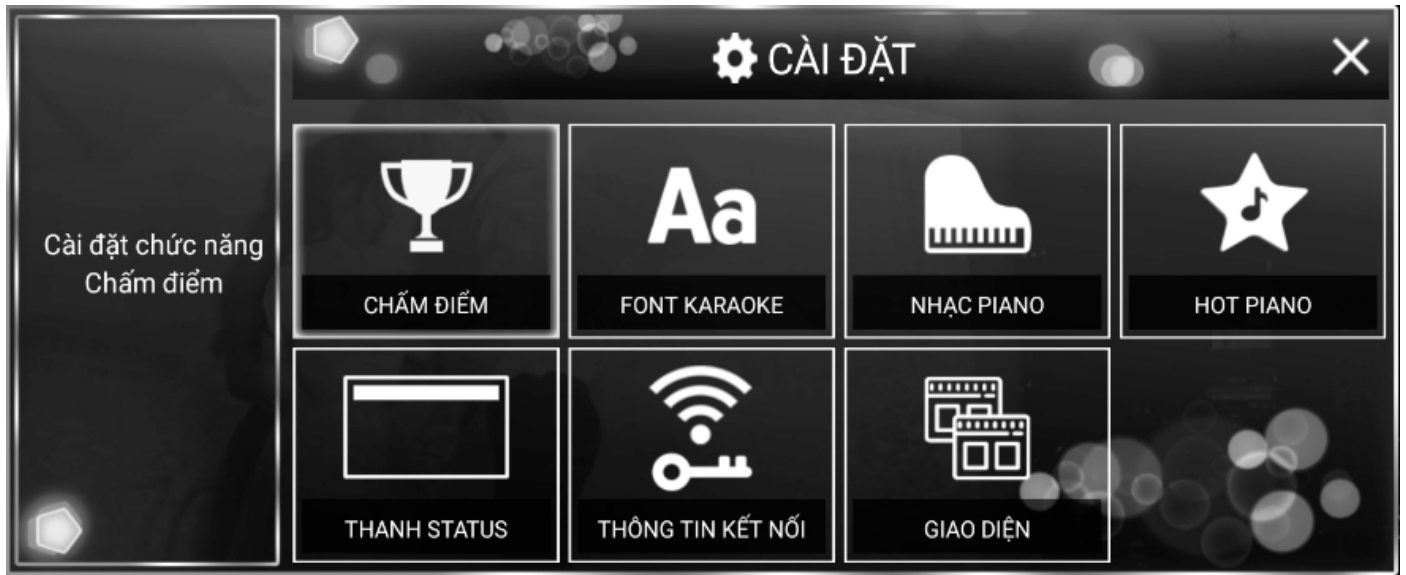 CÀI ĐẶT
Cài đặt chức năng
Chấm điểm
CHẤM ĐIỂM
FONT KARAOKE
NHẠC PIANO
HOT PIANO
THANH STATUS
THÔNG TIN KẾT NỐI
GIAO DIỆN